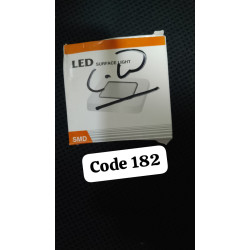 LED SURFACE LIGHT
SMD
Code 182